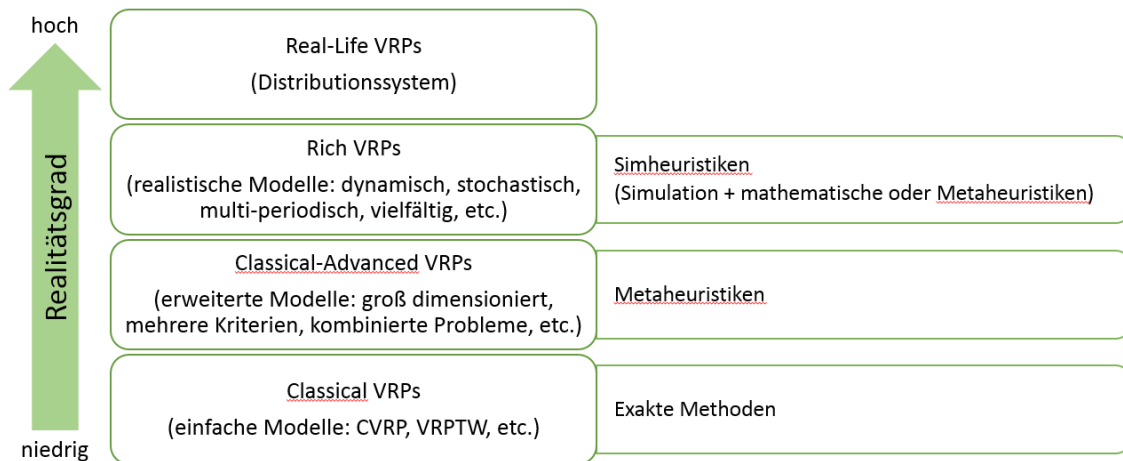 hoch
Realitätsgrad
niedrig
Real-Life VRPs
(Distributionssystem)
Rich VRPs
(realistische Modelle: dynamisch, stochastisch,
multi-periodisch, vielfältig, etc.)
Simheuristiken
(Simulation + mathematische oder Metaheuristiken)
Classical-Advanced VRPs
(erweiterte Modelle: groß dimensioniert,
mehrere Kriterien, kombinierte Probleme, etc.)
Metaheuristiken
Classical VRPs
(einfache Modelle: CVRP, VRPTW, etc.)
Exakte Methoden